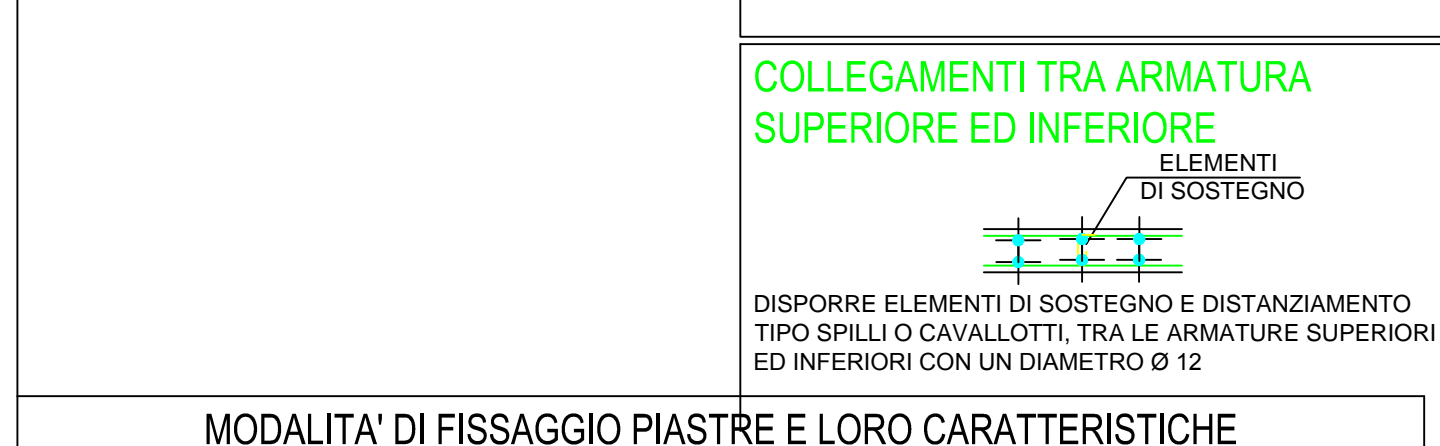 COLLEGAMENTI TRA ARMATURA
SUPERIORE ED INFERIORE
ELEMENTI
DI SOSTEGNO
DISPORRE ELEMENTI DI SOSTEGNO E DISTANZIAMENTO
TIPO SPILLI O CAVALLOTTI, TRA LE ARMATURE SUPERIORI
ED INFERIORI CON UN DIAMETRO Ø 12
MODALITA' DI FISSAGGIO PIASTRE E LORO CARATTERISTICHE